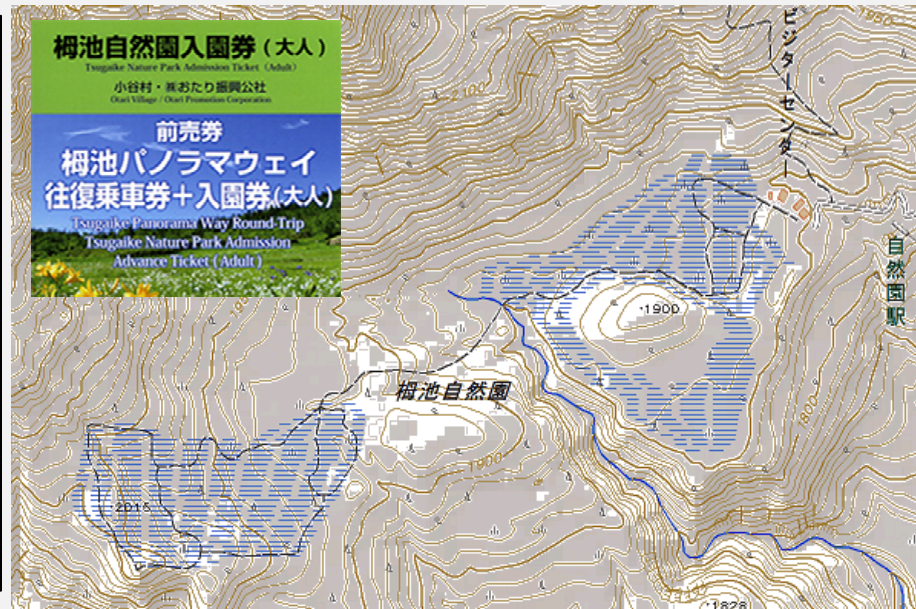 栂池自然園入園券（大人）
Tsugaike Nature Park Admission Ticket (Adult)
小谷村・㈱おたり振興公社
Otari Village / Otari Promotion Corporation
前売券
栂池パノラマウェイ
往復乗車券＋入園券(大人)
Tsugaike Panorama Way Round-Trip
Tsugaike Nature Park Admission
Advance Ticket (Adult)
ビジターセンター
2100
1950
自然園駅
1900
栂池自然園
1800
1900
2015
1828